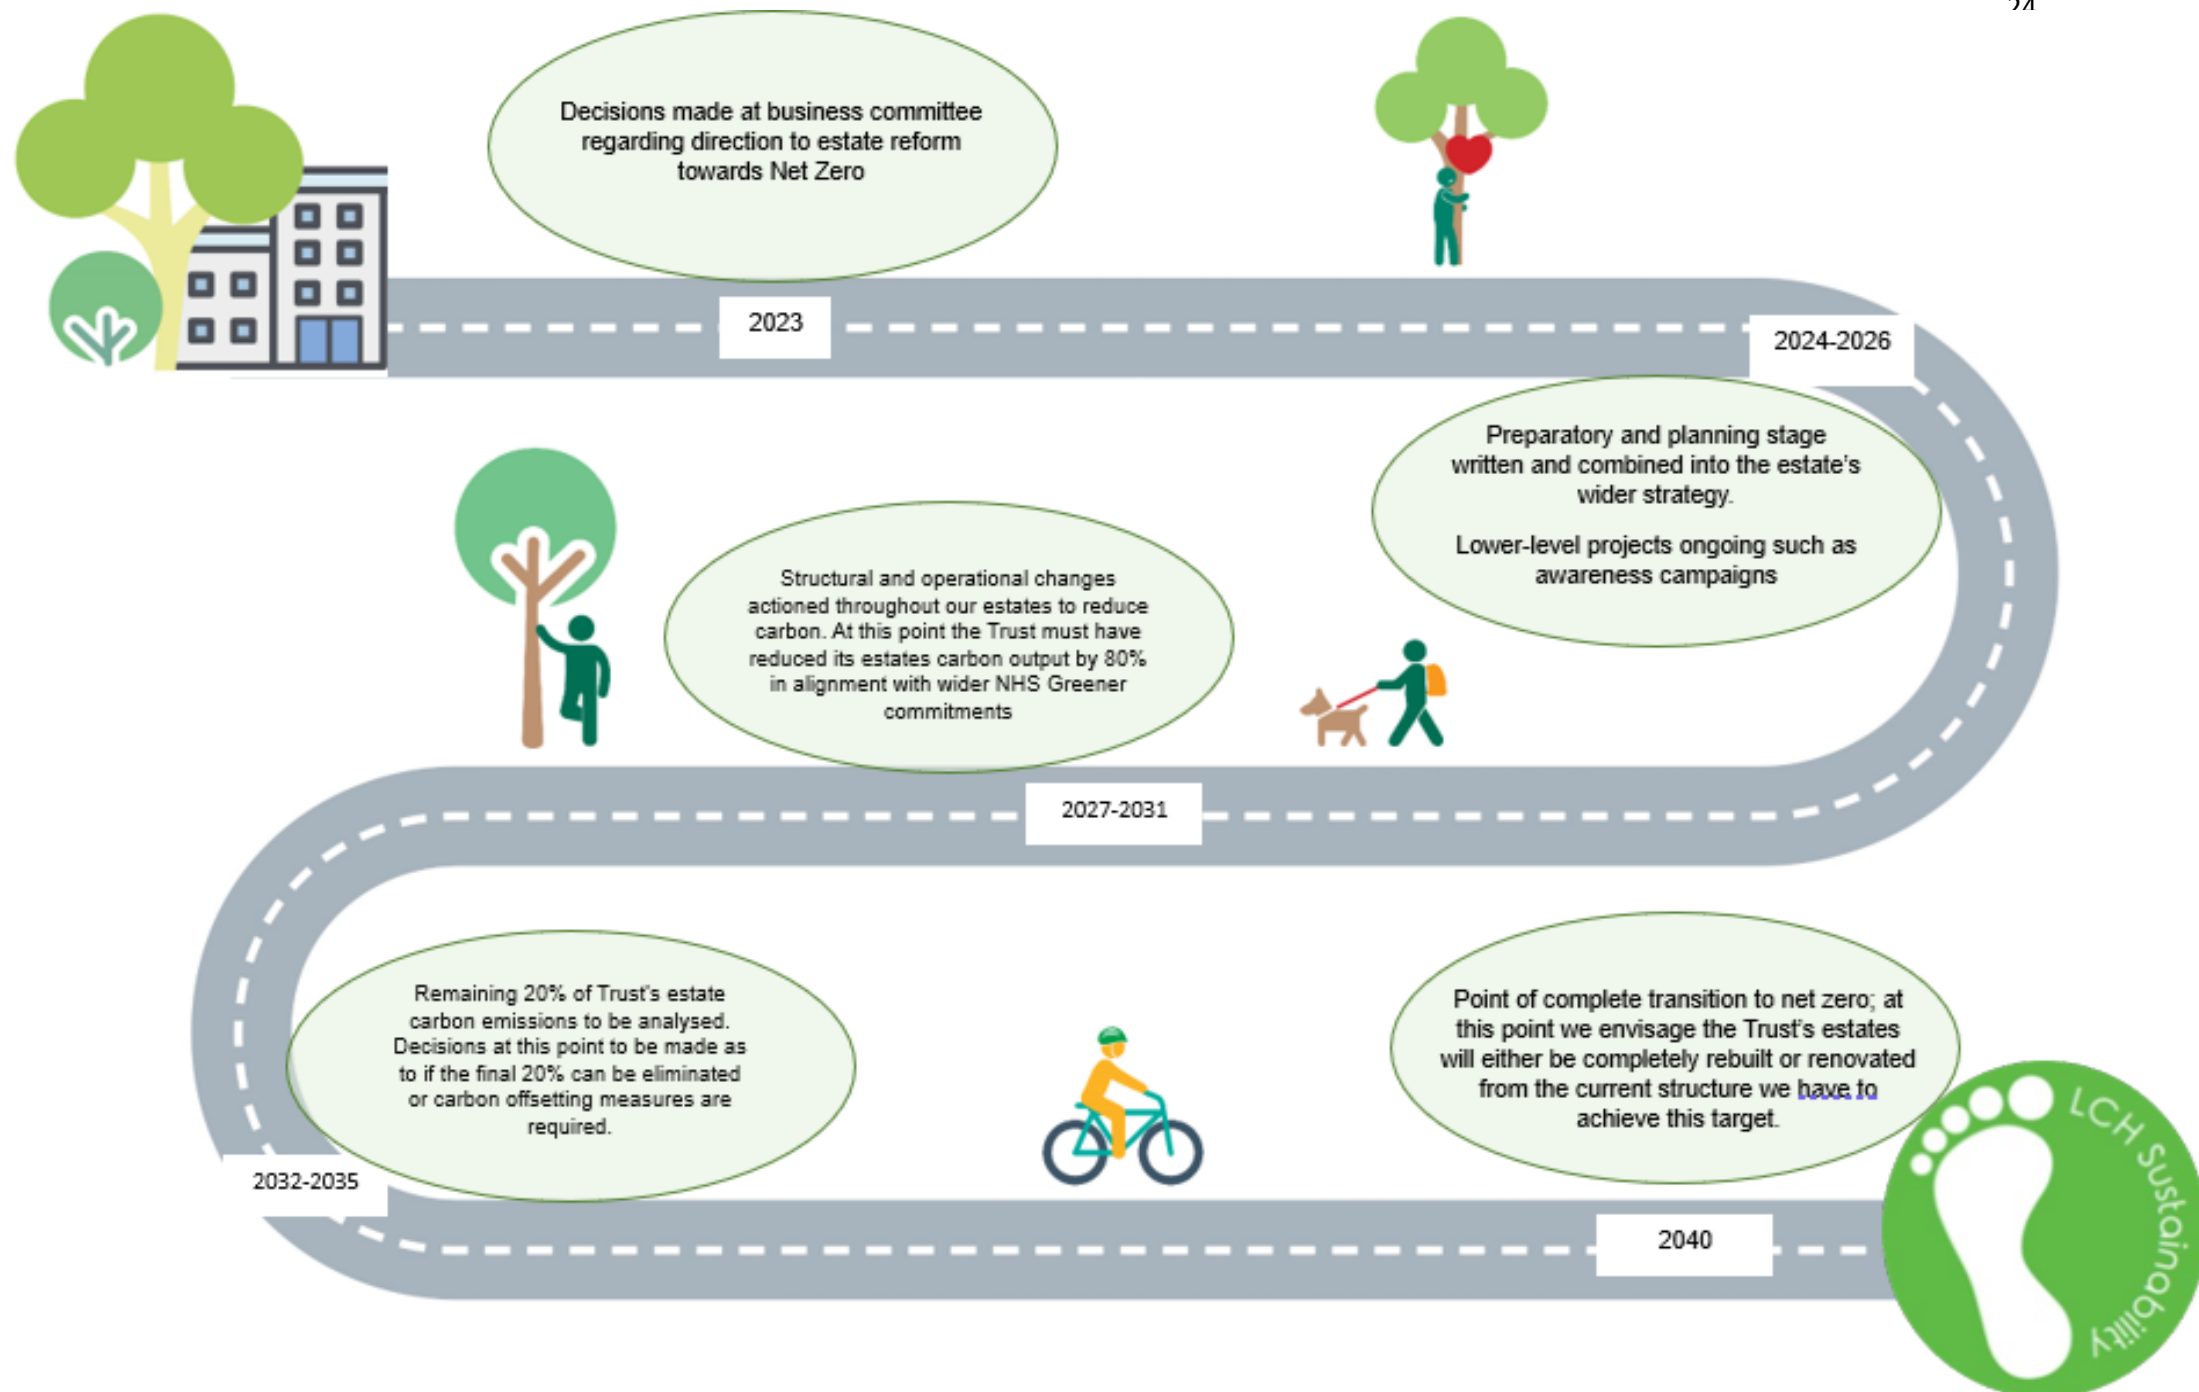 24
Decisions made at business committee
regarding direction to estate reform
towards Net Zero
2023
2024-2026
Preparatory and planning stage
written and combined into the estate's
wider strategy.
Lower-level projects ongoing such as
awareness campaigns
Structural and operational changes
actioned throughout our estates to reduce
carbon. At this point the Trust must have
reduced its estates carbon output by 80%
in alignment with wider NHS Greener
commitments
2027-2031
Remaining 20% of Trust's estate
carbon emissions to be analysed.
Decisions at this point to be made as
to if the final 20% can be eliminated
or carbon offsetting measures are
required.
2032-2035
Point of complete transition to net zero; at
this point we envisage the Trust's estates
will either be completely rebuilt or renovated
from the current structure we have to
achieve this target.
2040
LCH Sustainability